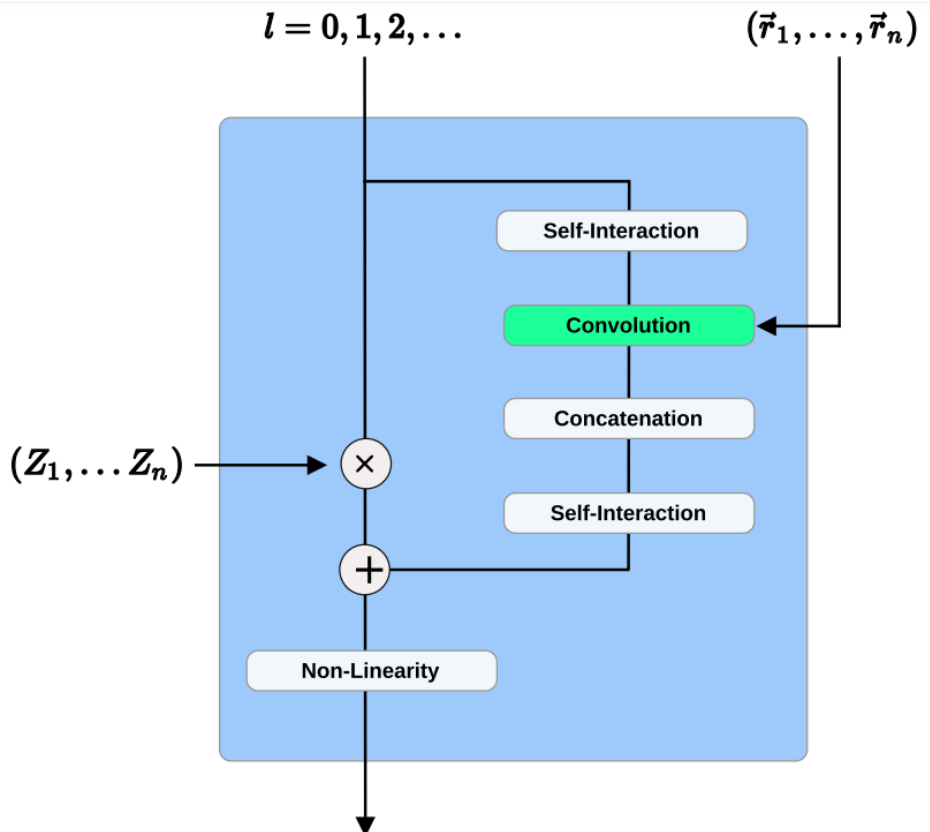 l = 0, 1, 2, . . .
(r⃗₁, . . . , r⃗ₙ)
Self-Interaction
Convolution
Concatenation
(Z₁, . . . Zₙ)
×
Self-Interaction
+
Non-Linearity